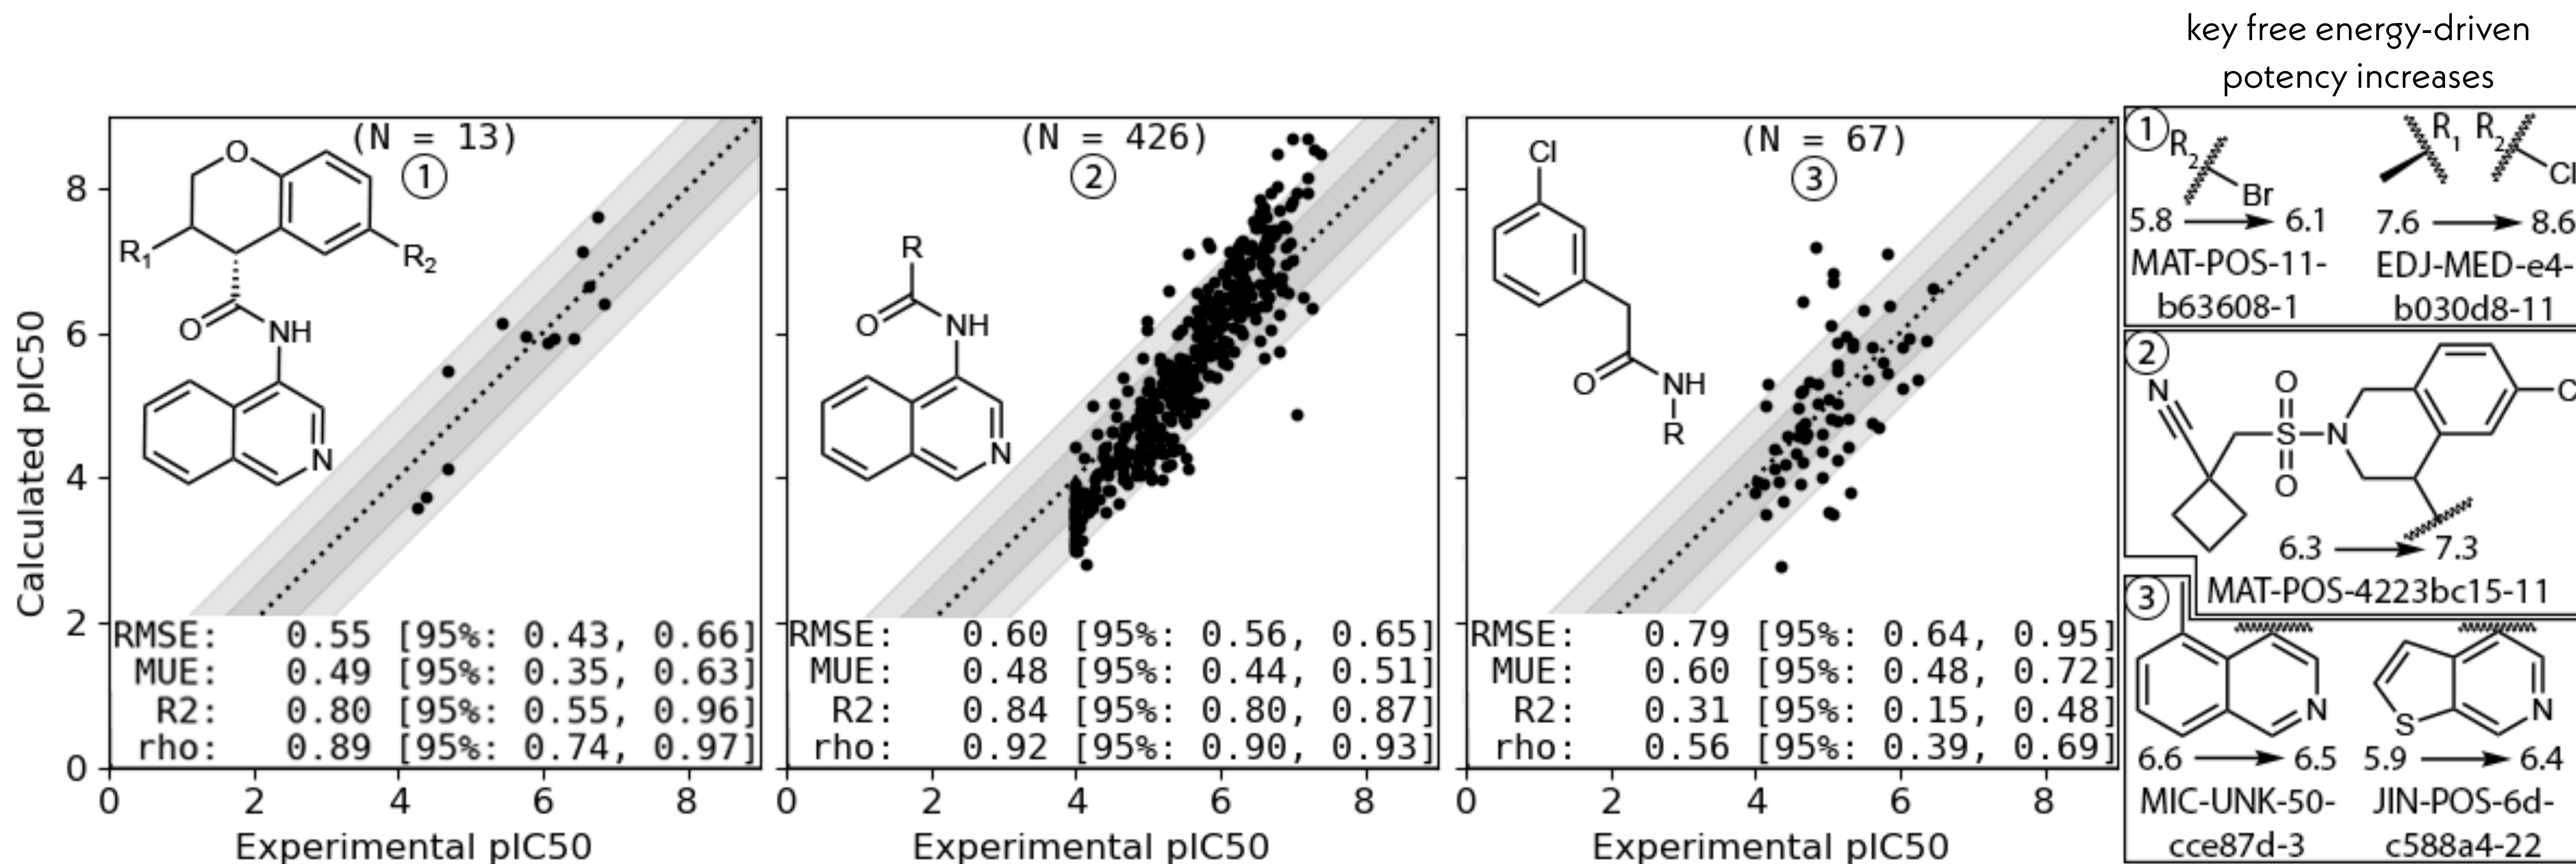 key free energy-driven
potency increases
(N = 13)
1
O
R1
R2
O
NH
N
8
6
4
2
0
Calculated pIC50
RMSE: 0.55 [95%: 0.43, 0.66]
MUE: 0.49 [95%: 0.35, 0.63]
R2: 0.80 [95%: 0.55, 0.96]
rho: 0.89 [95%: 0.74, 0.97]
0 2 4 6 8
Experimental pIC50
(N = 426)
2
R
O
NH
N
RMSE: 0.60 [95%: 0.56, 0.65]
MUE: 0.48 [95%: 0.44, 0.51]
R2: 0.84 [95%: 0.80, 0.87]
rho: 0.92 [95%: 0.90, 0.93]
0 2 4 6 8
Experimental pIC50
(N = 67)
3
Cl
O
NH
R
RMSE: 0.79 [95%: 0.64, 0.95]
MUE: 0.60 [95%: 0.48, 0.72]
R2: 0.31 [95%: 0.15, 0.48]
rho: 0.56 [95%: 0.39, 0.69]
0 2 4 6 8
Experimental pIC50
1
R2
Br
5.8 → 6.1
MAT-POS-11-
b63608-1
R1 R2
Cl
7.6 → 8.6
EDJ-MED-e4-
b030d8-11
2
N
O
S
N
O
C
6.3 → 7.3
MAT-POS-4223bc15-11
3
N
6.6 → 6.5
MIC-UNK-50-
cce87d-3
S
N
5.9 → 6.4
JIN-POS-6d-
c588a4-22